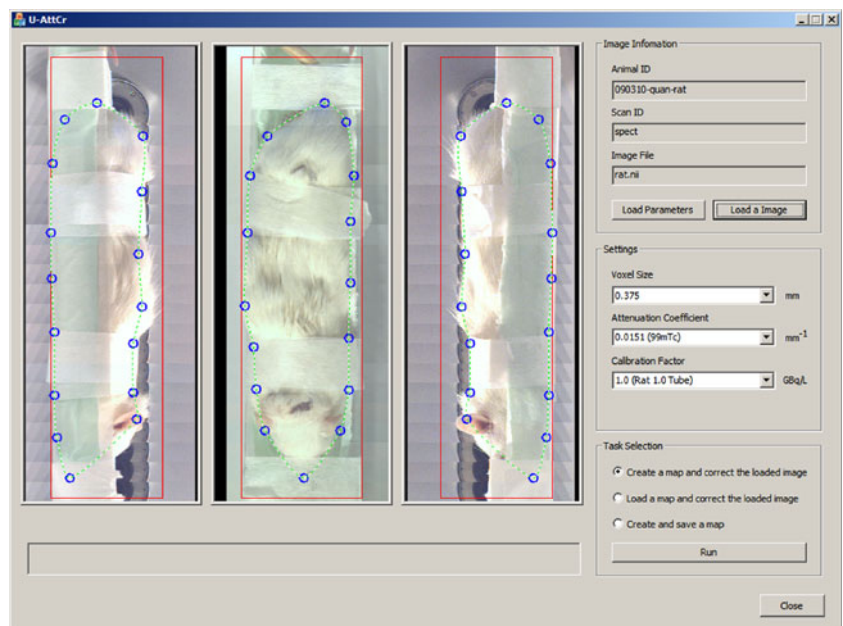 U-AttCr
Image Infomation
Animal ID
090310-quan-rat
Scan ID
spect
Image File
rat.nii
Load Parameters
Load a Image
Settings
Voxel Size
0.375
mm
Attenuation Coefficient
0.0151 (99mTc)
mm-1
Calibration Factor
1.0 (Rat 1.0 Tube)
GBq/L
Task Selection
Create a map and correct the loaded image
Load a map and correct the loaded image
Create and save a map
Run
Close